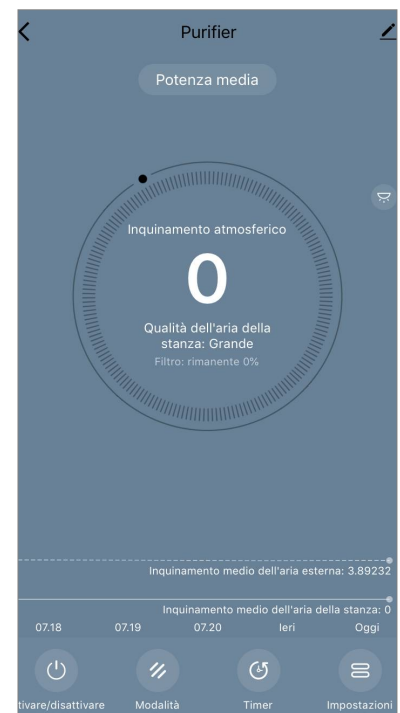 Purifier
Potenza media
Inquinamento atmosferico
0
Qualità dell'aria della
stanza: Grande
Filtro: rimanente 0%
Inquinamento medio dell'aria esterna: 3.89232
Inquinamento medio dell'aria della stanza: 0
07.18 07.19 07.20 Ieri Oggi
tivare/disattivare Modalità Timer Impostazioni